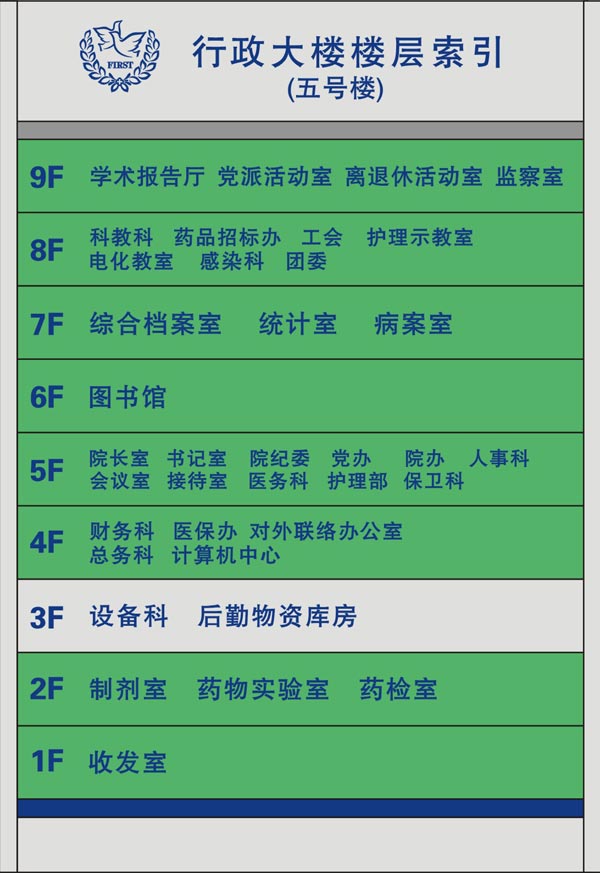 FIRST
行政大楼楼层索引
(五号楼)
9F 学术报告厅 党派活动室 离退休活动室 监察室
8F 科教科 药品招标办 工会 护理示教室
电化教室 感染科 团委
7F 综合档案室 统计室 病案室
6F 图书馆
5F 院长室 书记室 院纪委 党办 院办 人事科
会议室 接待室 医务科 护理部 保卫科
4F 财务科 医保办 对外联络办公室
总务科 计算机中心
3F 设备科 后勤物资库房
2F 制剂室 药物实验室 药检室
1F 收发室